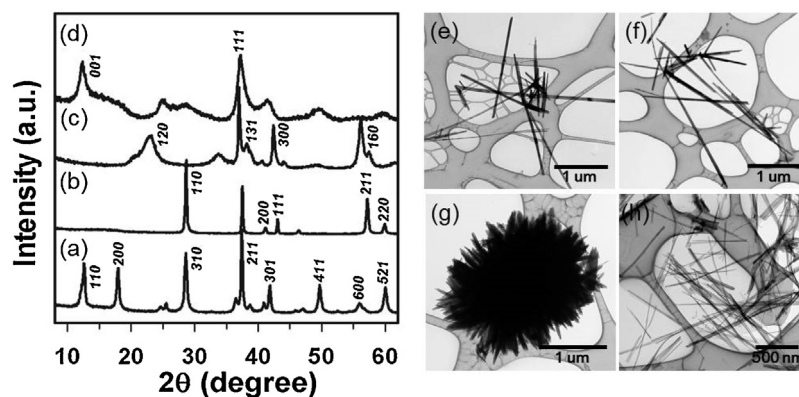 (d)
001
111
(c)
120
131
300
160
(b)
110
200
111
211
220
(a)
110
200
310
211
301
411
600
521
10 20 30 40 50 60
2θ (degree)
Intensity (a.u.)
(e)
1 um
(f)
1 um
(g)
1 um
(h)
500 nm